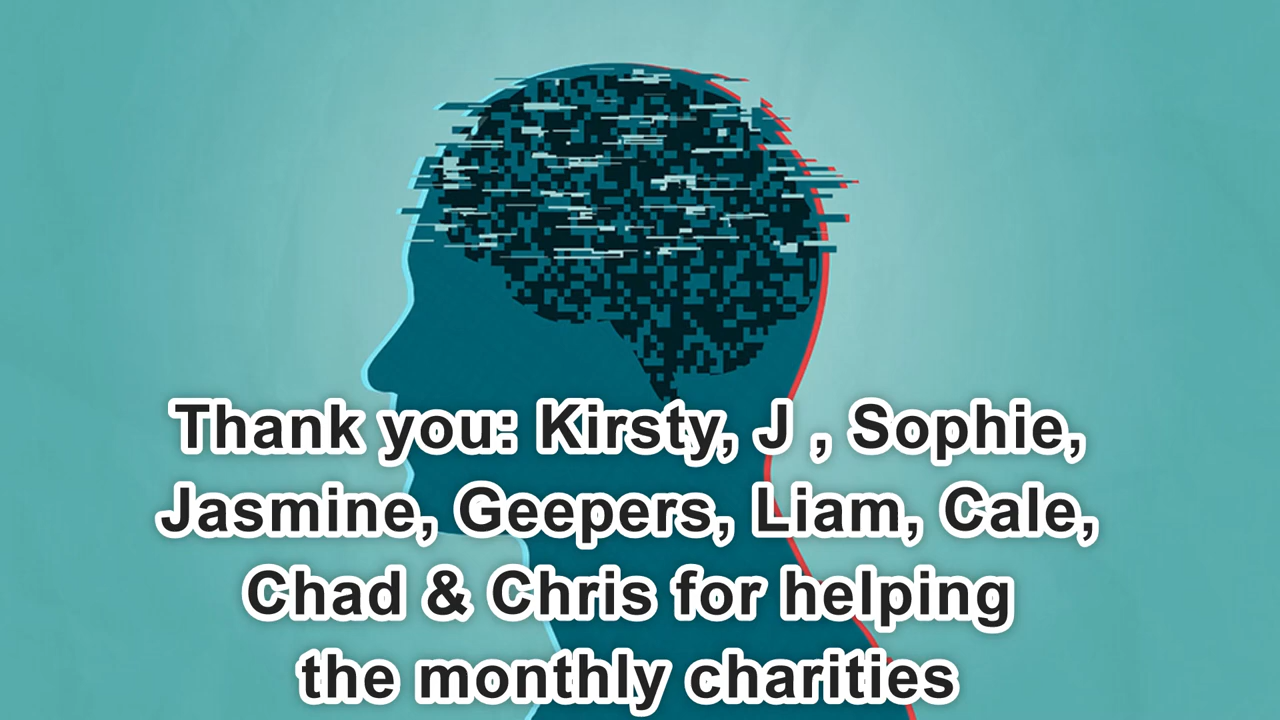 Thank you: Kirsty, J , Sophie,
Jasmine, Geepers, Liam, Cale,
Chad & Chris for helping
the monthly charities